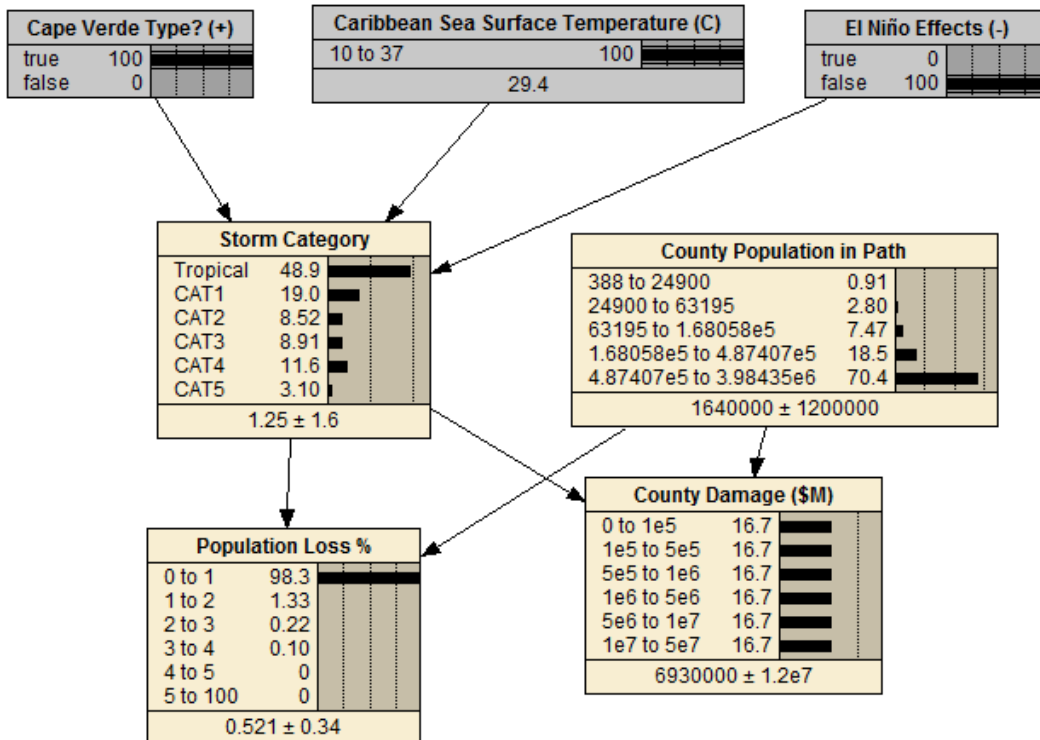 Cape Verde Type? (+)
true 100
false 0
Caribbean Sea Surface Temperature (C)
10 to 37 100
29.4
El Niño Effects (-)
true 0
false 100
Storm Category
Tropical 48.9
CAT1 19.0
CAT2 8.52
CAT3 8.91
CAT4 11.6
CAT5 3.10
1.25 ± 1.6
County Population in Path
388 to 24900 0.91
24900 to 63195 2.80
63195 to 1.68058e5 7.47
1.68058e5 to 4.87407e5 18.5
4.87407e5 to 3.98435e6 70.4
1640000 ± 1200000
Population Loss %
0 to 1 98.3
1 to 2 1.33
2 to 3 0.22
3 to 4 0.10
4 to 5 0
5 to 100 0
0.521 ± 0.34
County Damage ($M)
0 to 1e5 16.7
1e5 to 5e5 16.7
5e5 to 1e6 16.7
1e6 to 5e6 16.7
5e6 to 1e7 16.7
1e7 to 5e7 16.7
6930000 ± 1.2e7